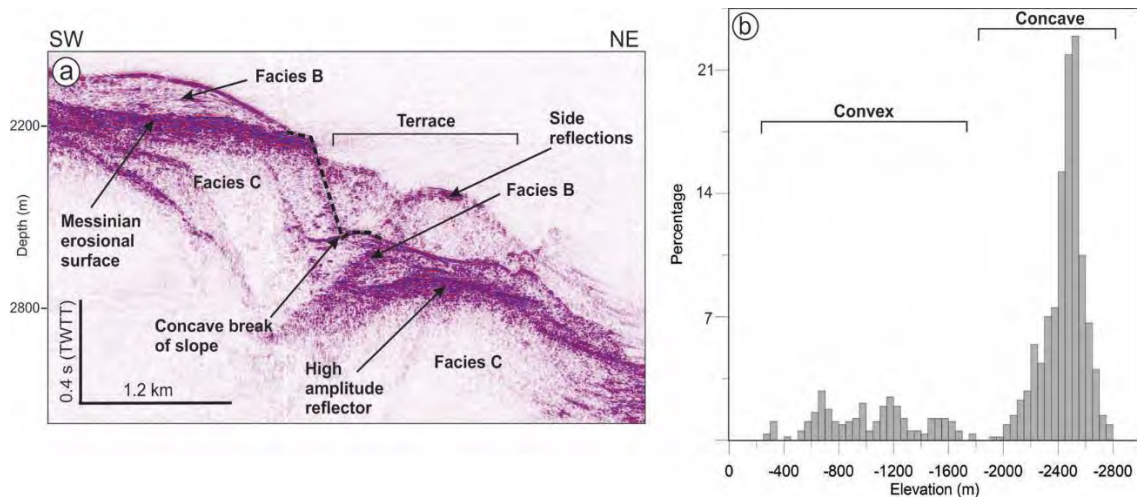 SW
NE
a
Facies B
Terrace
Side
reflections
Facies B
Facies C
Messinian
erosional
surface
Concave break
of slope
High
amplitude
reflector
Facies C
2200
Depth (m)
2800
0.4 s (TWTT)
1.2 km
b
Concave
Convex
21
14
7
Percentage
0 -400 -800 -1200 -1600 -2000 -2400 -2800
Elevation (m)